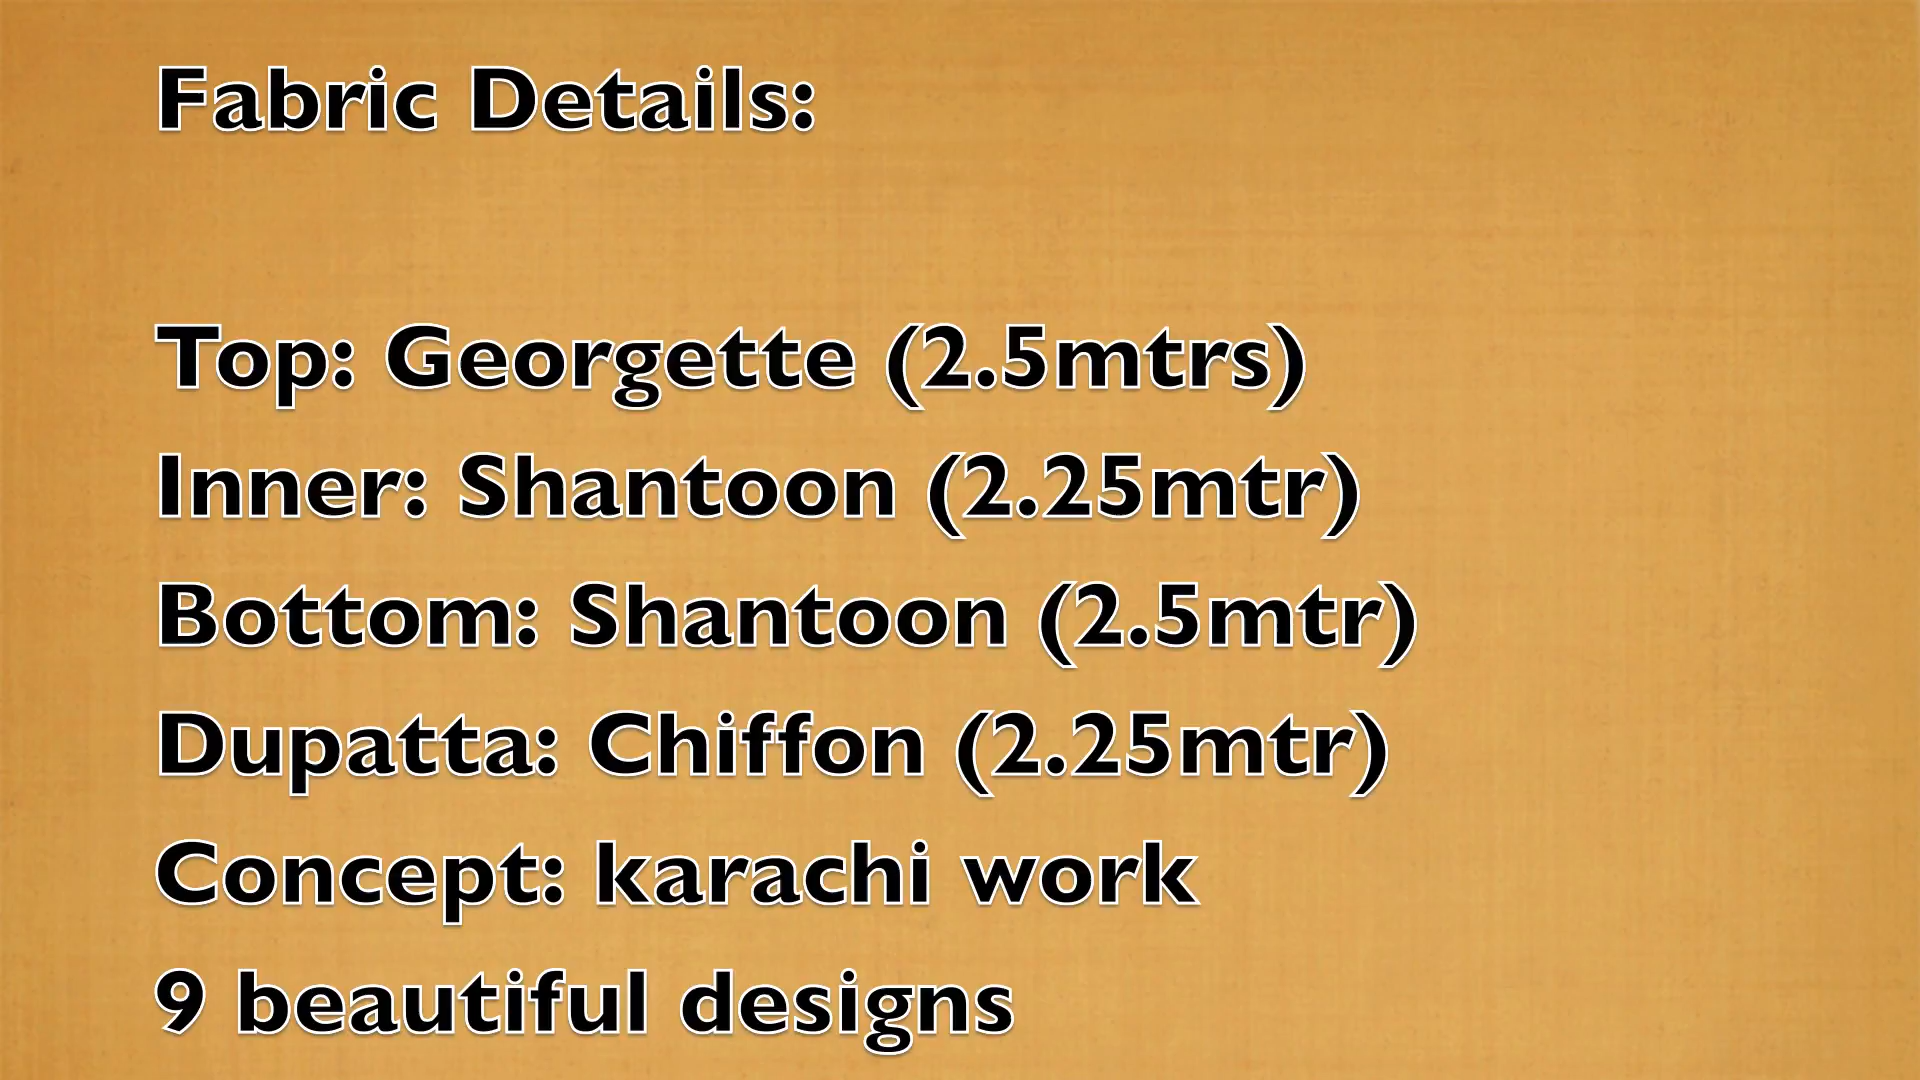 Fabric Details:
Top: Georgette (2.5mtrs)
Inner: Shantoon (2.25mtr)
Bottom: Shantoon (2.5mtr)
Dupatta: Chiffon (2.25mtr)
Concept: karachi work
9 beautiful designs